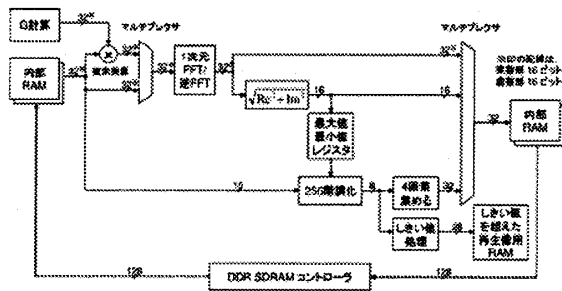 マルチプレクサ
マルチプレクサ
G計算
32※
×
複素乗算
内部
RAM
32※
32※
32※
32※
1次元
FFT/
逆FFT
32※
32※
※印の配線は,
実数部 16 ビット
虚数部 16 ビット
√Re²+Im²
16
16
32
内部
RAM
最大値
最小値
レジスタ
16
256階調化
8
4画素
集める
32
しきい値
処理
しきい値
を超えた
再生像用
RAM
128
DDR SDRAM コントローラ
128